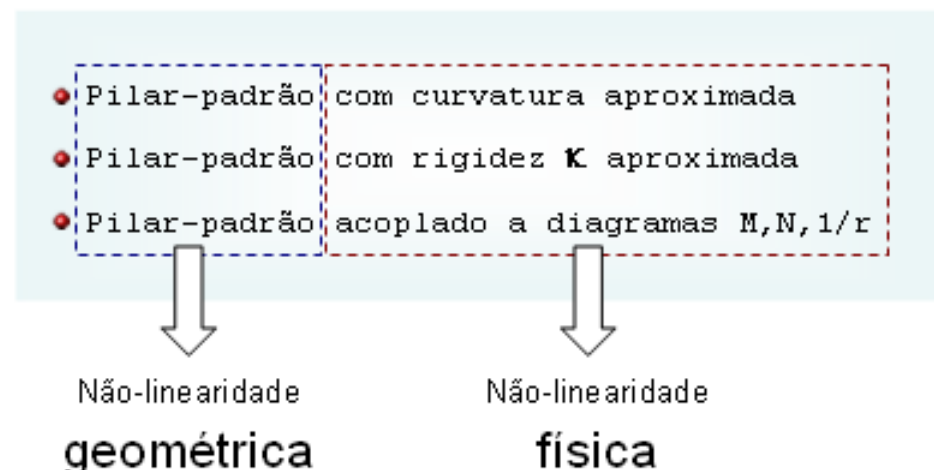 Pilar-padrão com curvatura aproximada
Pilar-padrão com rigidez K aproximada
Pilar-padrão acoplado a diagramas M,N,1/r
Não-linearidade
geométrica
Não-linearidade
física